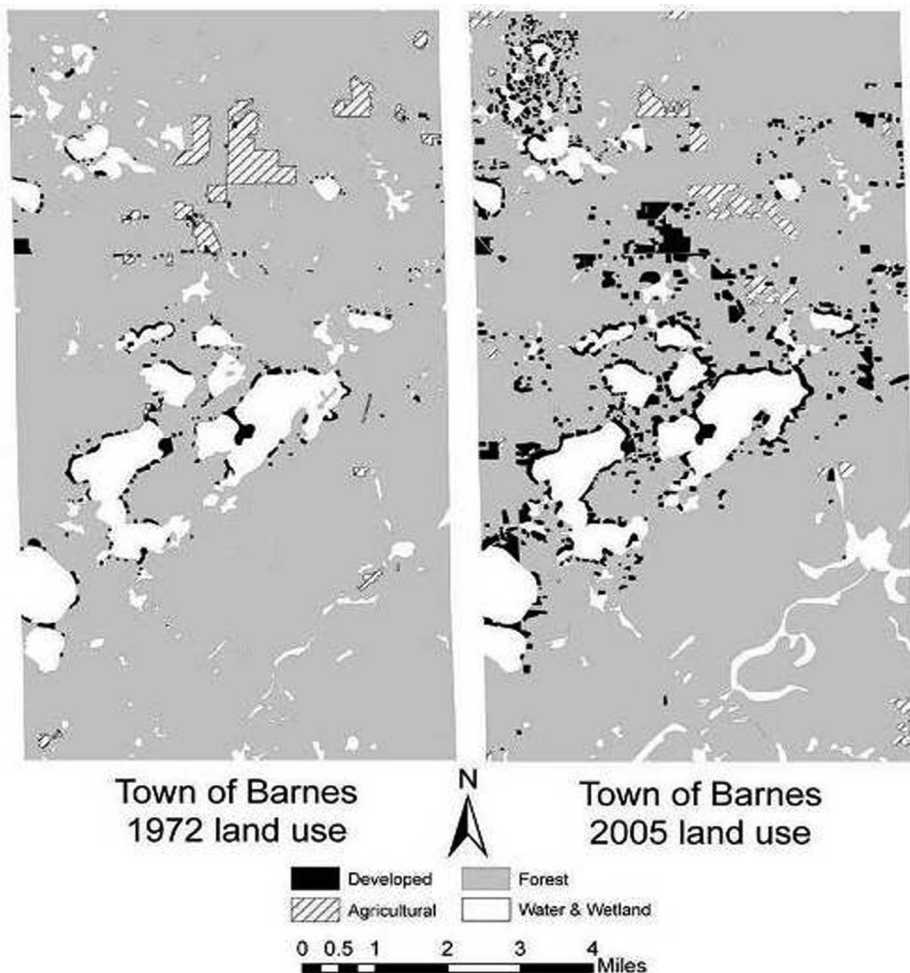 Town of Barnes
1972 land use
N
Town of Barnes
2005 land use
Developed
Forest
Agricultural
Water & Wetland
0 0.5 1 2 3 4
Miles